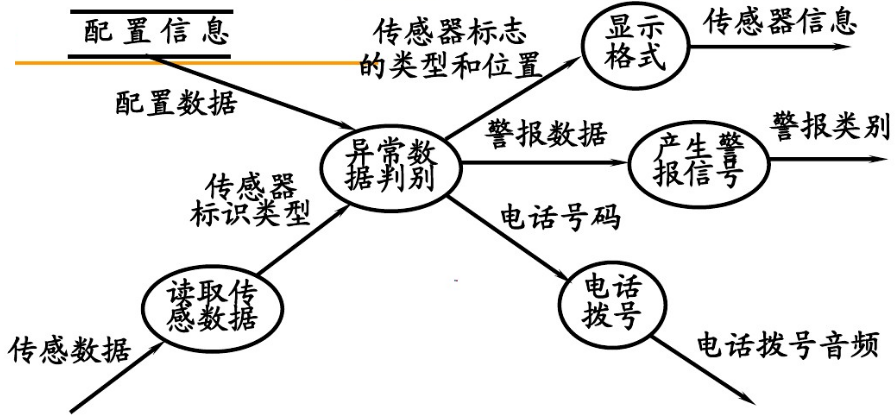 配置信息
传感器标志
的类型和位置
显示
格式
传感器信息
配置数据
异常数
据判别
警报数据
产生警
报信号
警报类别
传感器
标识类型
电话号码
读取传
感数据
电话
拨号
传感数据
电话拨号音频